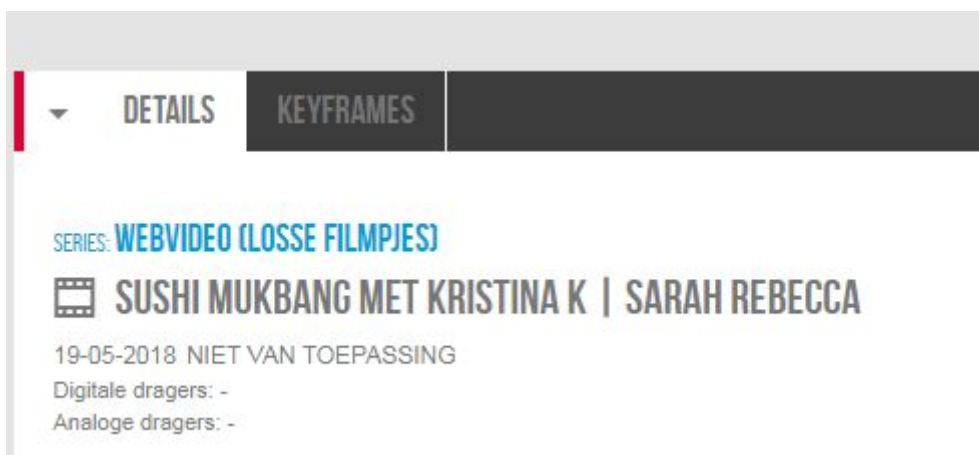 DETAILS KEYFRAMES
SERIES: WEBVIDEO (LOSSE FILMPJES)
SUSHI MUKBANG MET KRISTINA K | SARAH REBECCA
19-05-2018 NIET VAN TOEPASSING
Digitale dragers: -
Analoge dragers: -